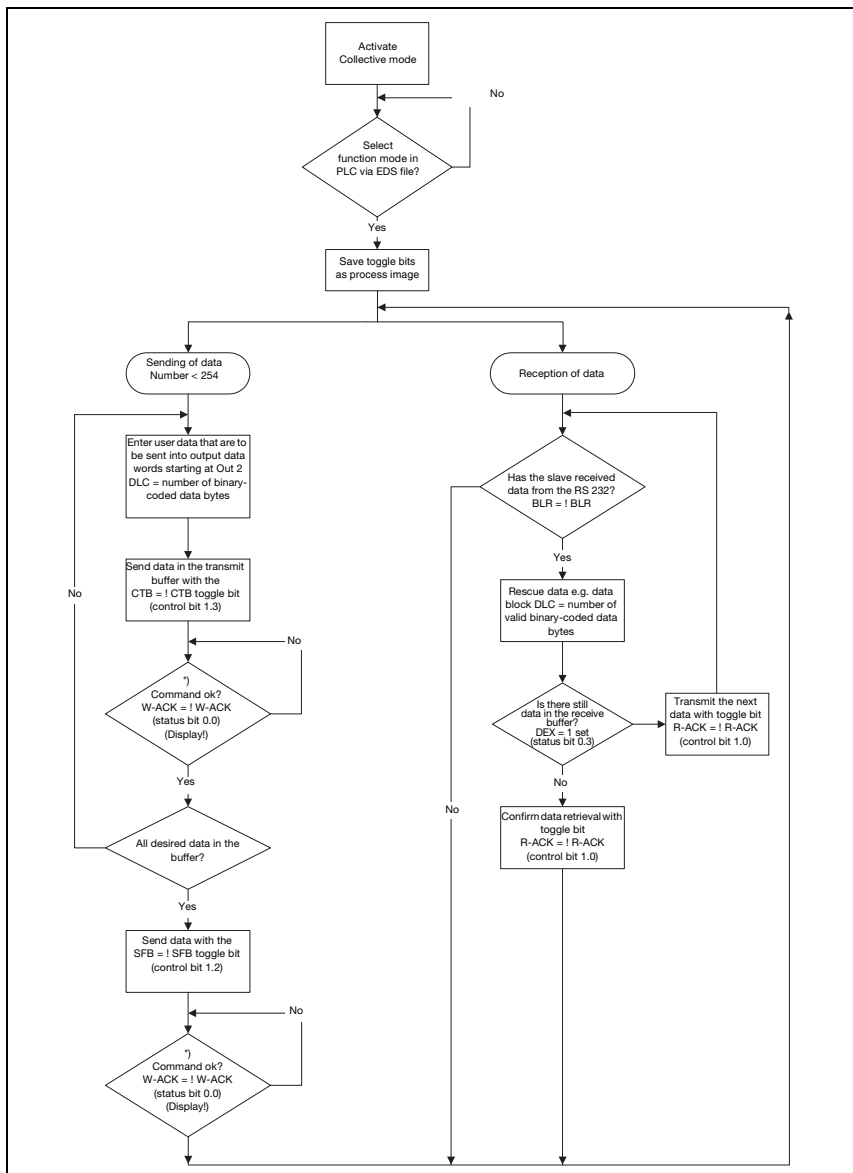 Activate
Collective mode
No
Select
function mode in
PLC via EDS file?
Yes
Save toggle bits
as process image
Sending of data
Number < 254
Enter user data that are to
be sent into output data
words starting at Out 2
DLC = number of binary-
coded data bytes
Send data in the transmit
buffer with the
CTB = ! CTB toggle bit
(control bit 1.3)
No
No
*)
Command ok?
W-ACK = ! W-ACK
(status bit 0.0)
(Display!)
Yes
All desired data in the
buffer?
Yes
Send data with the
SFB = ! SFB toggle bit
(control bit 1.2)
No
*)
Command ok?
W-ACK = ! W-ACK
(status bit 0.0)
(Display!)
Reception of data
Has the slave received
data from the RS 232?
BLR = ! BLR
Yes
Rescue data e.g. data
block DLC = number of
valid binary-coded data
bytes
Is there still
data in the receive
buffer?
DEX = 1 set
(status bit 0.3)
Transmit the next
data with toggle bit
R-ACK = ! R-ACK
(control bit 1.0)
No
No
Confirm data retrieval with
toggle bit
R-ACK = ! R-ACK
(control bit 1.0)